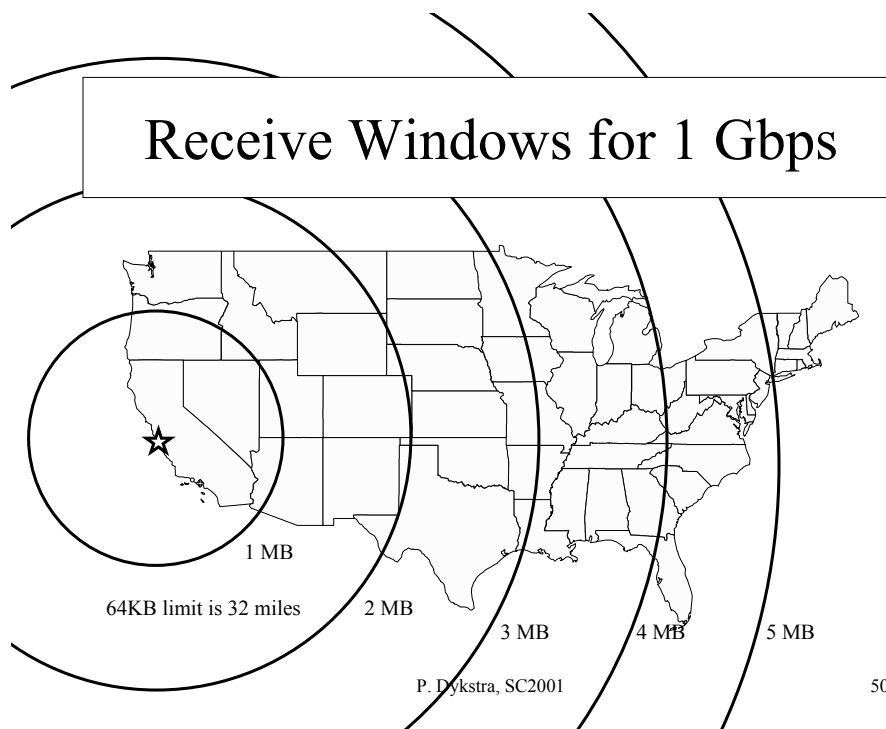 Receive Windows for 1 Gbps
1 MB
64KB limit is 32 miles
2 MB
3 MB
4 MB
5 MB
P. Dykstra, SC2001
50